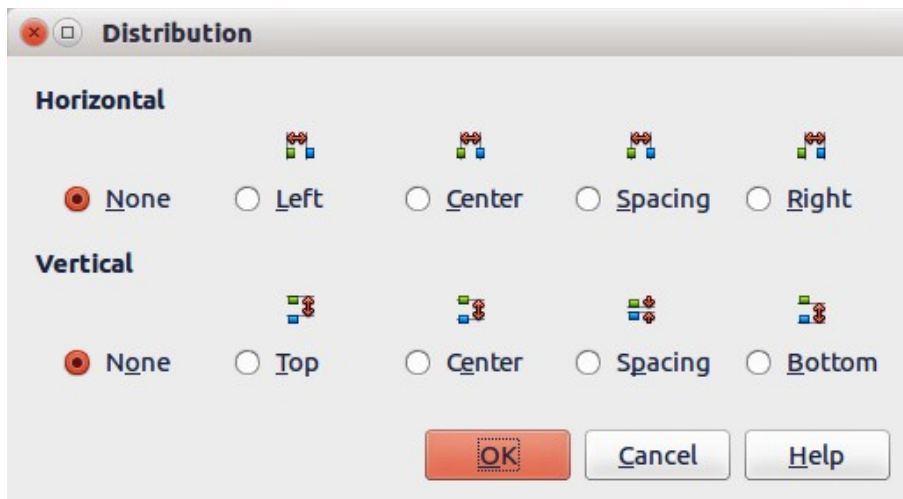 Distribution
Horizontal
None Left Center Spacing Right
Vertical
None Top Center Spacing Bottom
OK Cancel Help